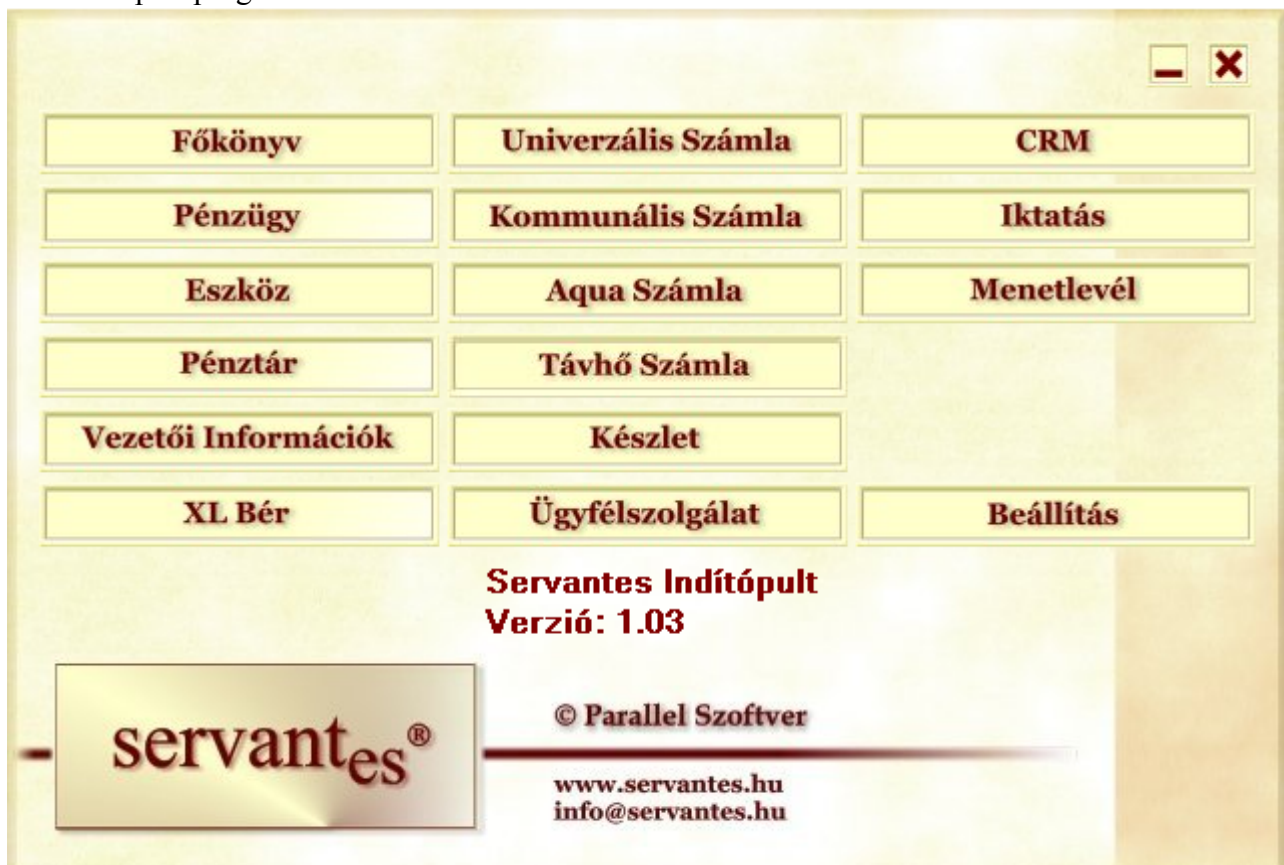 Főkönyv Univerzális Számla CRM
Pénzügy Kommunális Számla Iktatás
Eszköz Aqua Számla Menetlevél
Pénztár Távhő Számla
Vezetői Információk Készlet
XL Bér Ügyfélszolgálat Beállítás
Servantes Indítópult
Verzió: 1.03
servantes®
© Parallel Szoftver
www.servantes.hu
info@servantes.hu